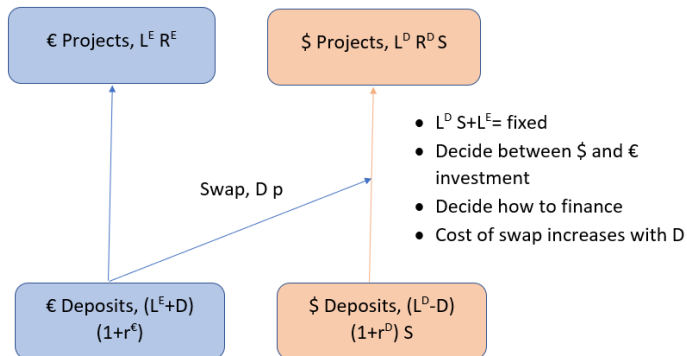 € Projects, L^E R^E
$ Projects, L^D R^D S
• L^D S+L^E= fixed
• Decide between $ and €
investment
• Decide how to finance
• Cost of swap increases with D
Swap, D p
€ Deposits, (L^E+D)
(1+r^€)
$ Deposits, (L^D-D)
(1+r^D) S